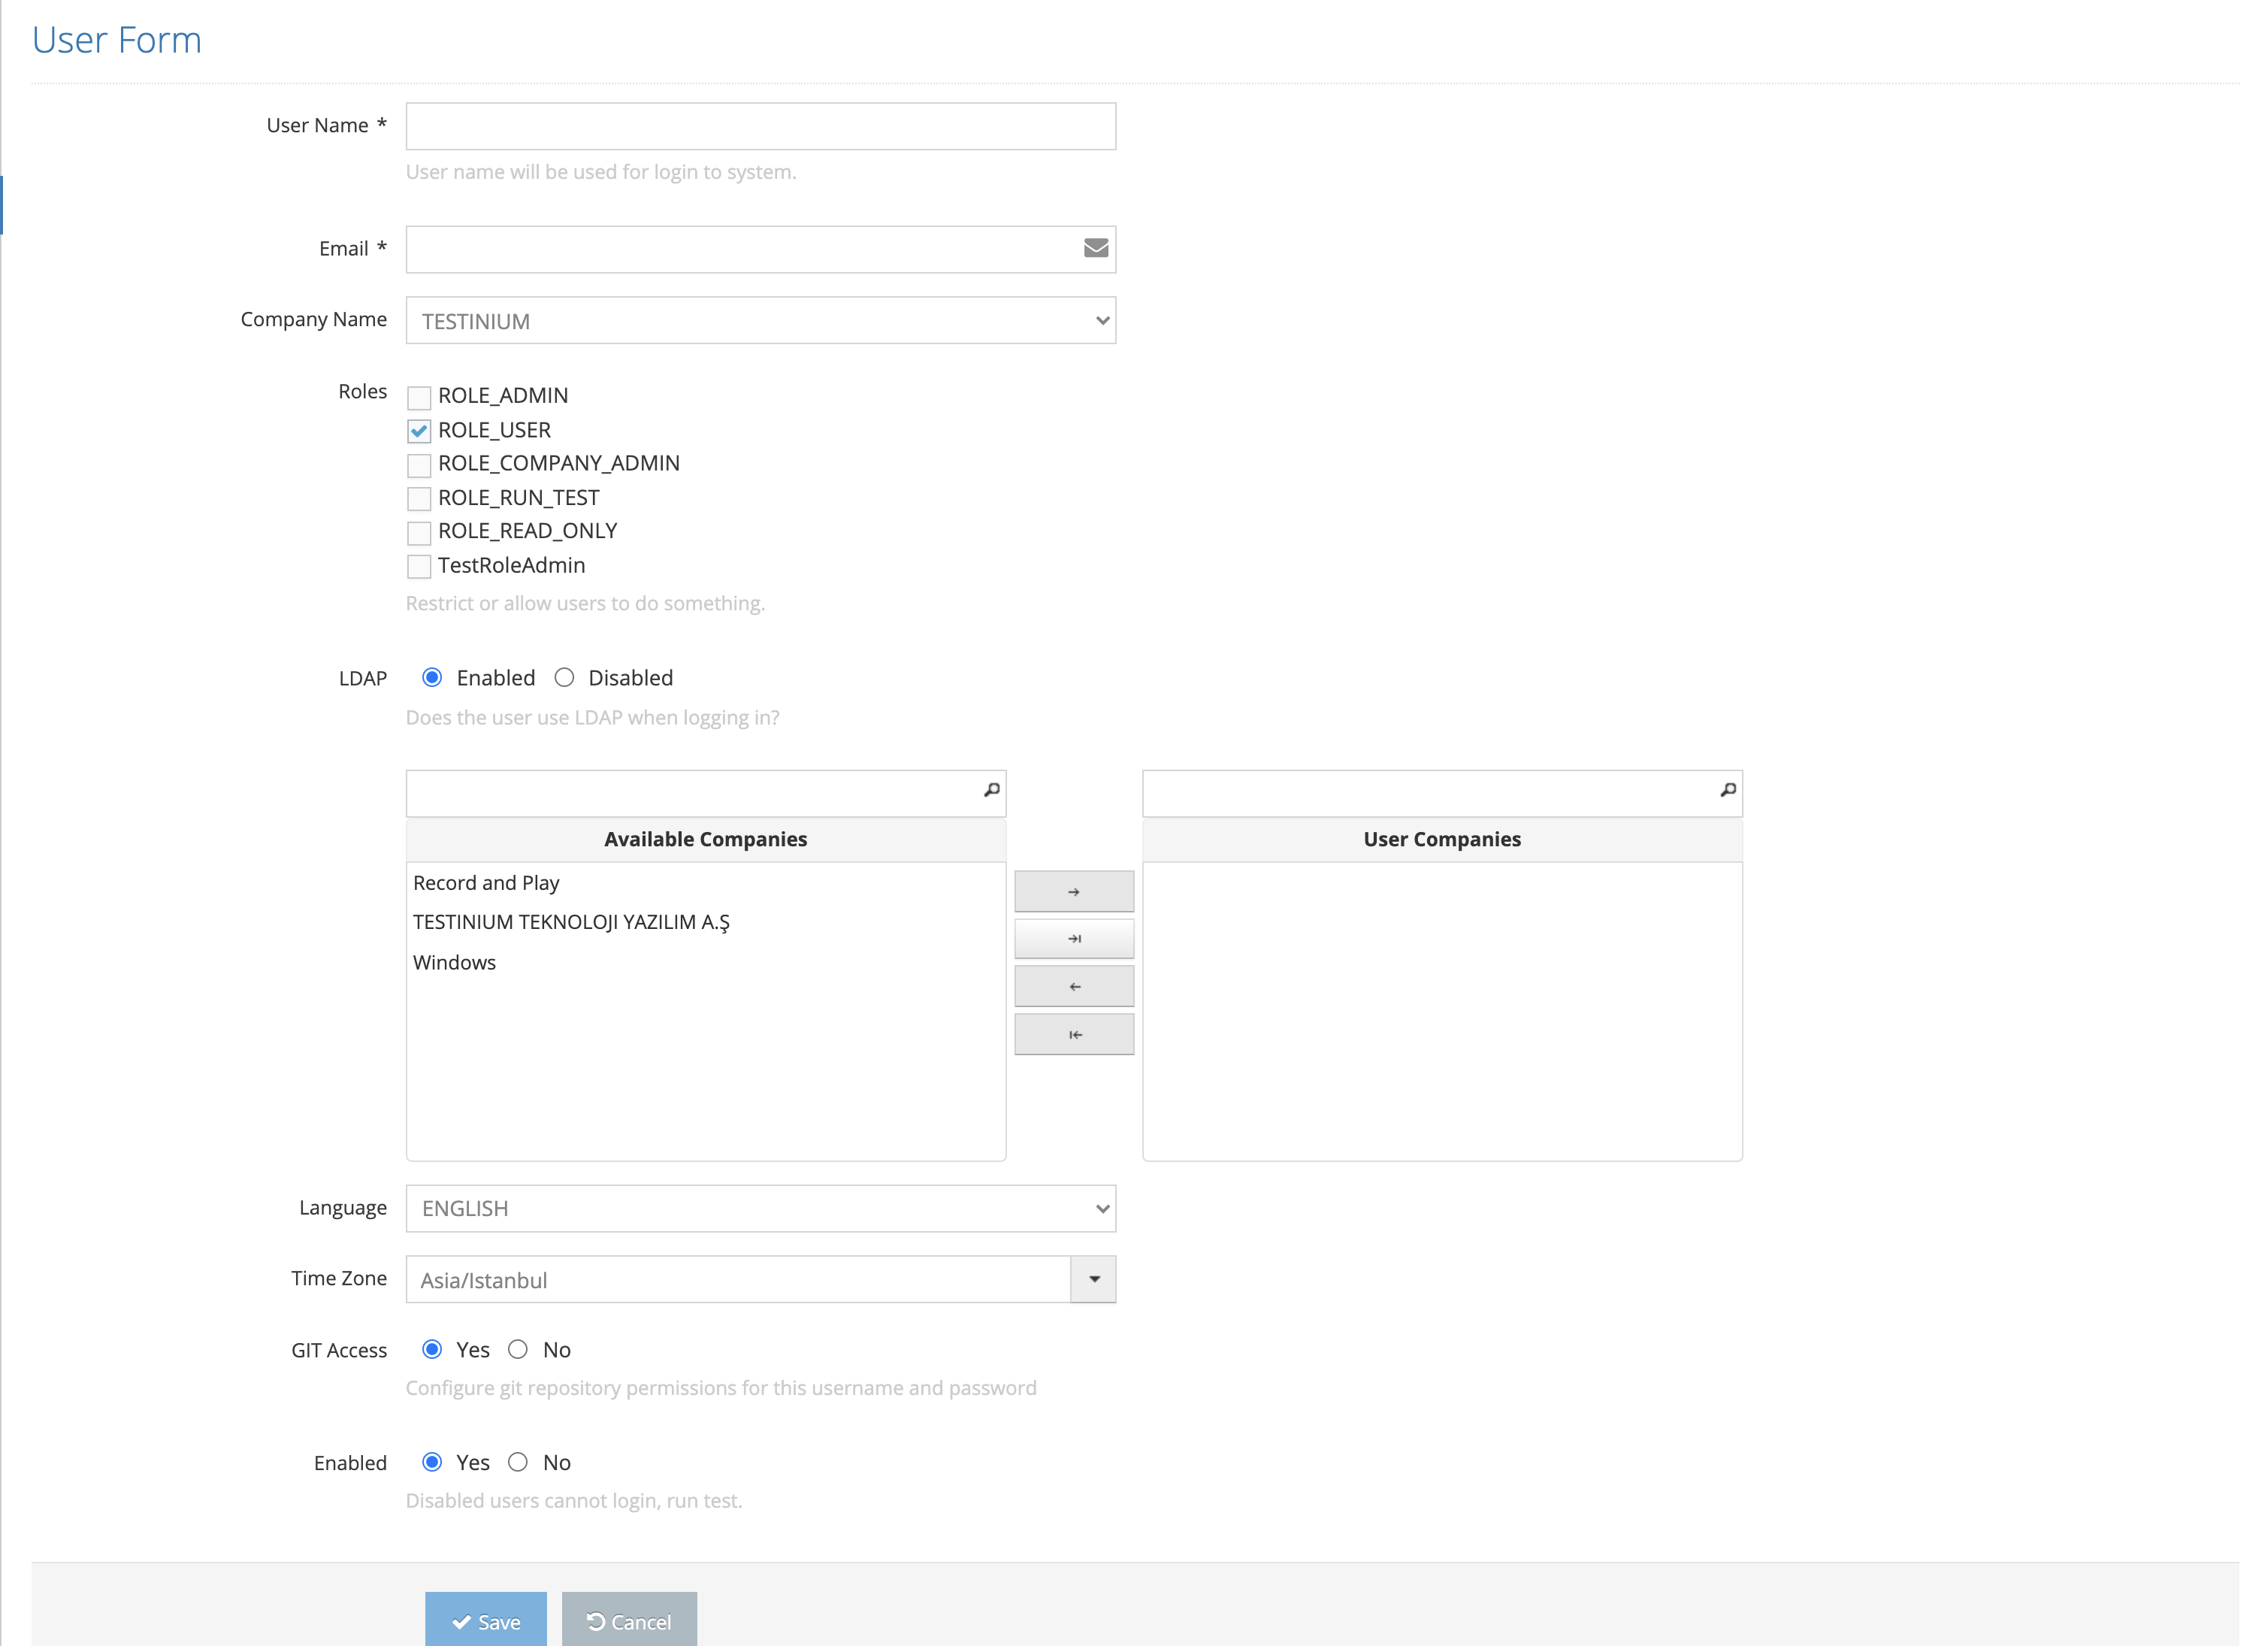 User Form
User Name *
User name will be used for login to system.
Email *
Company Name TESTINIUM
Roles ROLE_ADMIN
ROLE_USER
ROLE_COMPANY_ADMIN
ROLE_RUN_TEST
ROLE_READ_ONLY
TestRoleAdmin
Restrict or allow users to do something.
LDAP Enabled Disabled
Does the user use LDAP when logging in?
Available Companies User Companies
Record and Play
TESTINIUM TEKNOLOJI YAZILIM A.Ş
Windows
Language ENGLISH
Time Zone Asia/Istanbul
GIT Access Yes No
Configure git repository permissions for this username and password
Enabled Yes No
Disabled users cannot login, run test.
Save Cancel